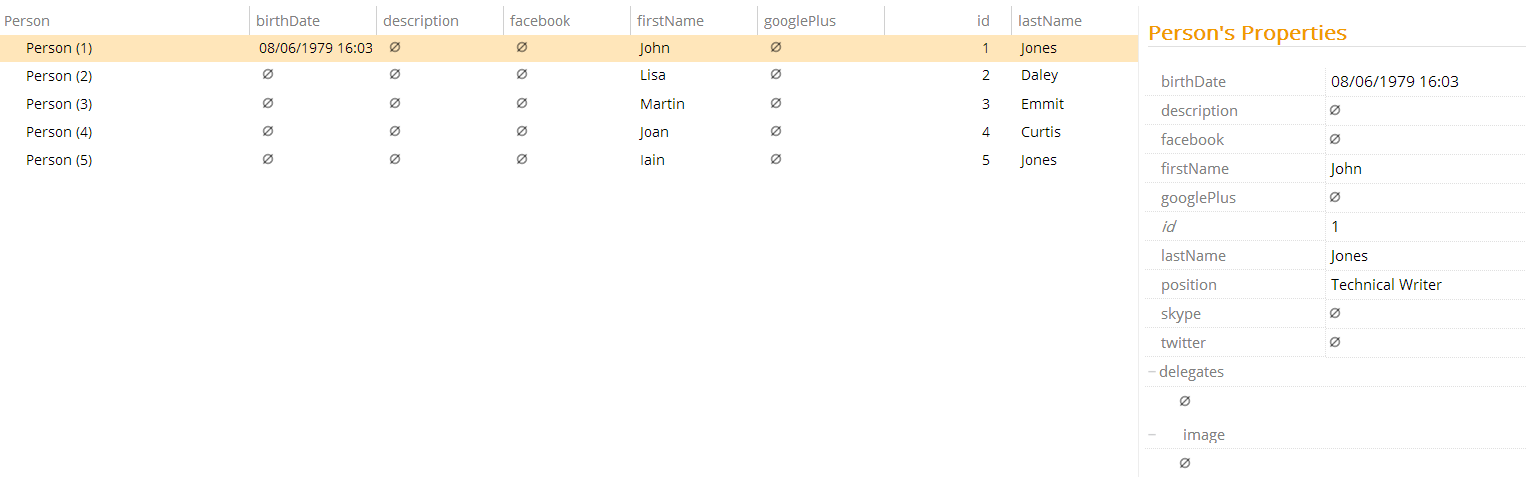 Person birthDate description facebook firstName googlePlus id lastName
Person (1) 08/06/1979 16:03 ∅ ∅ John ∅ 1 Jones
Person (2) ∅ ∅ ∅ Lisa ∅ 2 Daley
Person (3) ∅ ∅ ∅ Martin ∅ 3 Emmit
Person (4) ∅ ∅ ∅ Joan ∅ 4 Curtis
Person (5) ∅ ∅ ∅ Iain ∅ 5 Jones
Person's Properties
birthDate 08/06/1979 16:03
description ∅
facebook ∅
firstName John
googlePlus ∅
id 1
lastName Jones
position Technical Writer
skype ∅
twitter ∅
delegates
∅
image
∅